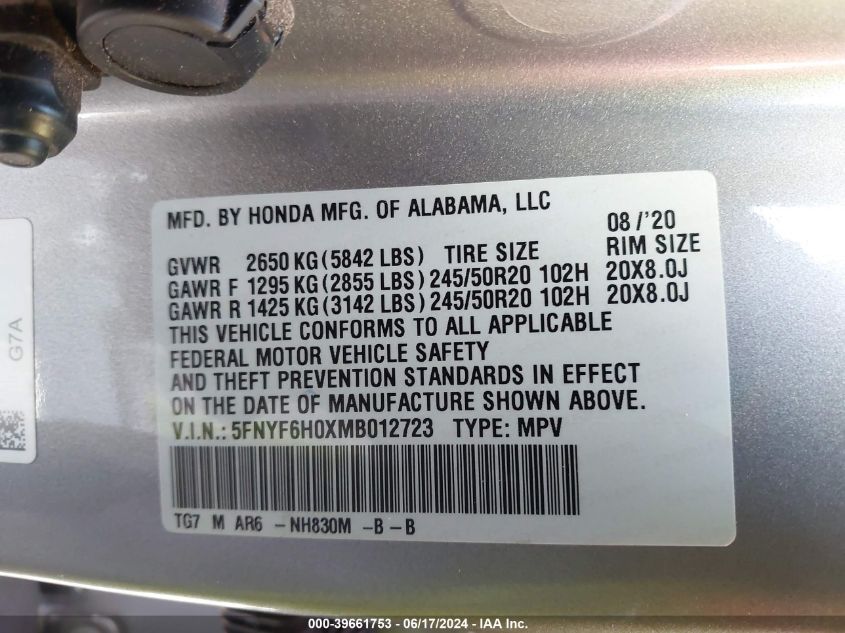 MFD. BY HONDA MFG. OF ALABAMA, LLC 08/'20
GVWR 2650 KG(5842 LBS) TIRE SIZE RIM SIZE
GAWR F 1295 KG(2855 LBS)245/50R20 102H 20X8.0J
GAWR R 1425 KG(3142 LBS)245/50R20 102H 20X8.0J
THIS VEHICLE CONFORMS TO ALL APPLICABLE
FEDERAL MOTOR VEHICLE SAFETY
AND THEFT PREVENTION STANDARDS IN EFFECT
ON THE DATE OF MANUFACTURE SHOWN ABOVE.
V.I.N.: 5FNYF6H0XMB012723 TYPE: MPV
TG7 M AR6 -NH830M -B-B
G7A
000-39661753 - 06/17/2024 - IAA Inc.